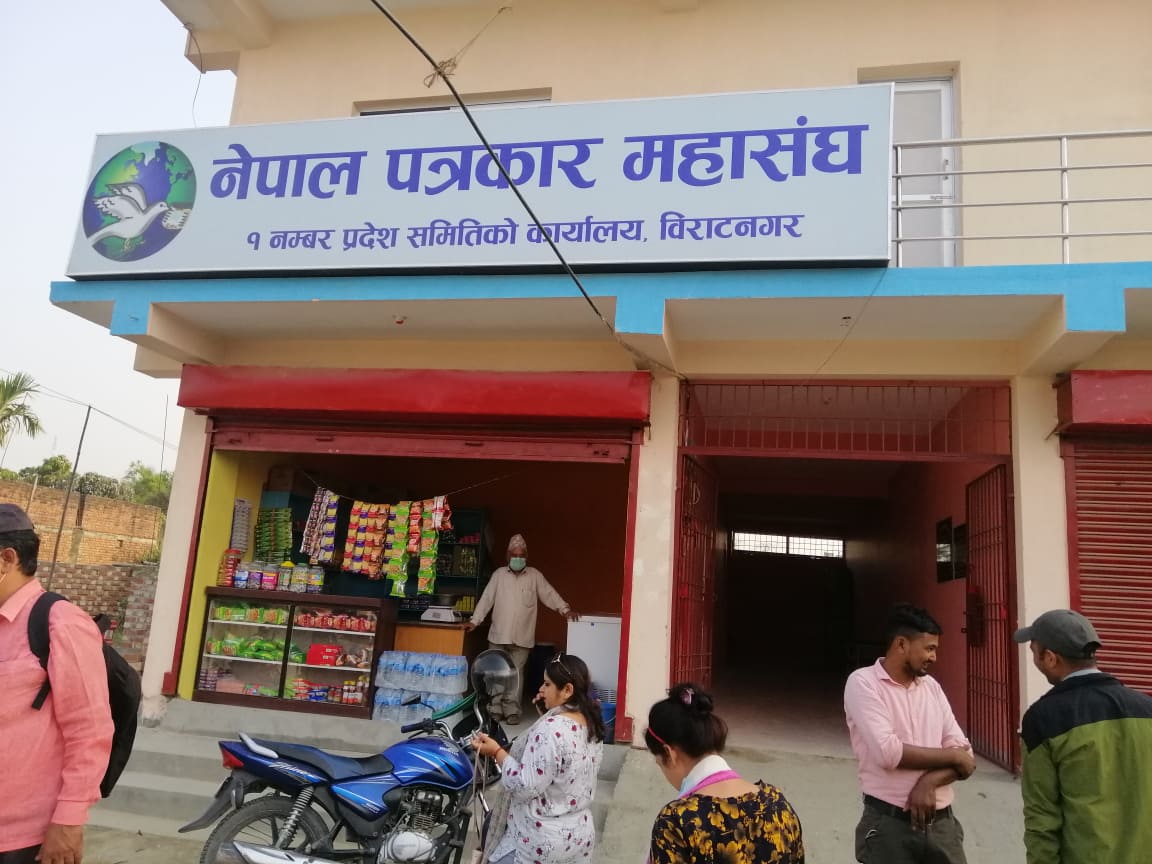 नेपाल पत्रकार महासंघ
१ नम्बर प्रदेश समितिको कार्यालय, विराटनगर